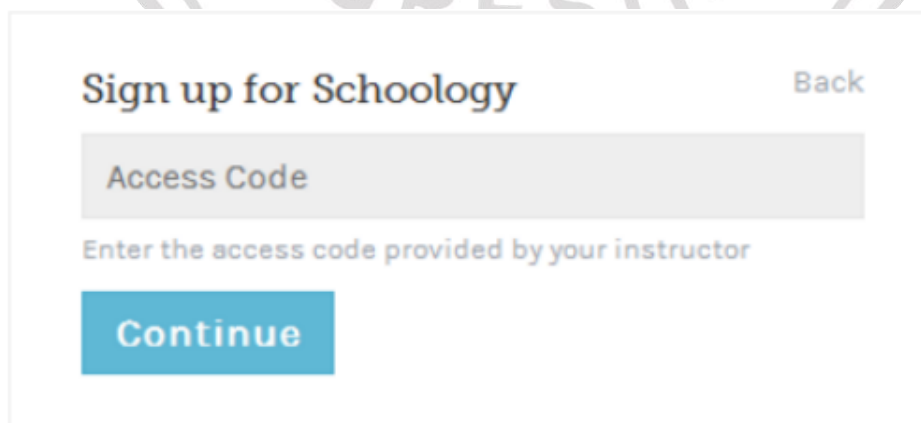 Sign up for Schoology
Back
Access Code
Enter the access code provided by your instructor
Continue